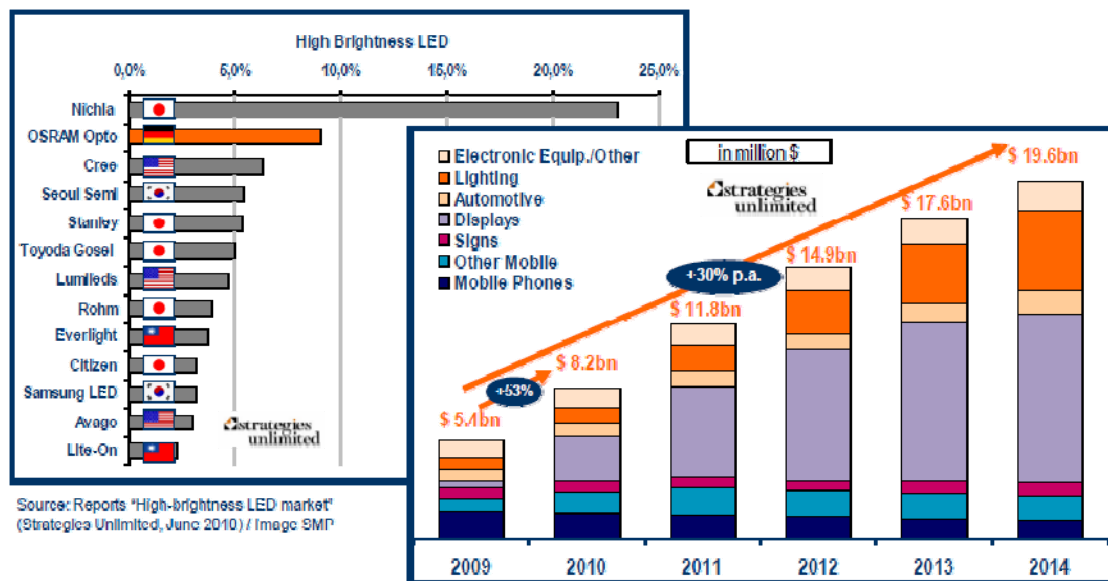 High Brightness LED
0,0%
5,0%
10,0%
15,0%
20,0%
25,0%
Nichia
OSRAM Opto
Cree
Seoul Semi
Stanley
Toyoda Gosei
Lumileds
Rohm
Everlight
Citizen
Samsung LED
Avago
Lite-On
strategies
unlimited
Source: Reports "High-brightness LED market"
(Strategies Unlimited, June 2010) / Image SMP
Electronic Equip./Other
Lighting
Automotive
Displays
Signs
Other Mobile
Mobile Phones
in million $
strategies
unlimited
+30% p.a.
+53%
$ 5.4bn
$ 8.2bn
$ 11.8bn
$ 14.9bn
$ 17.6bn
$ 19.6bn
2009
2010
2011
2012
2013
2014